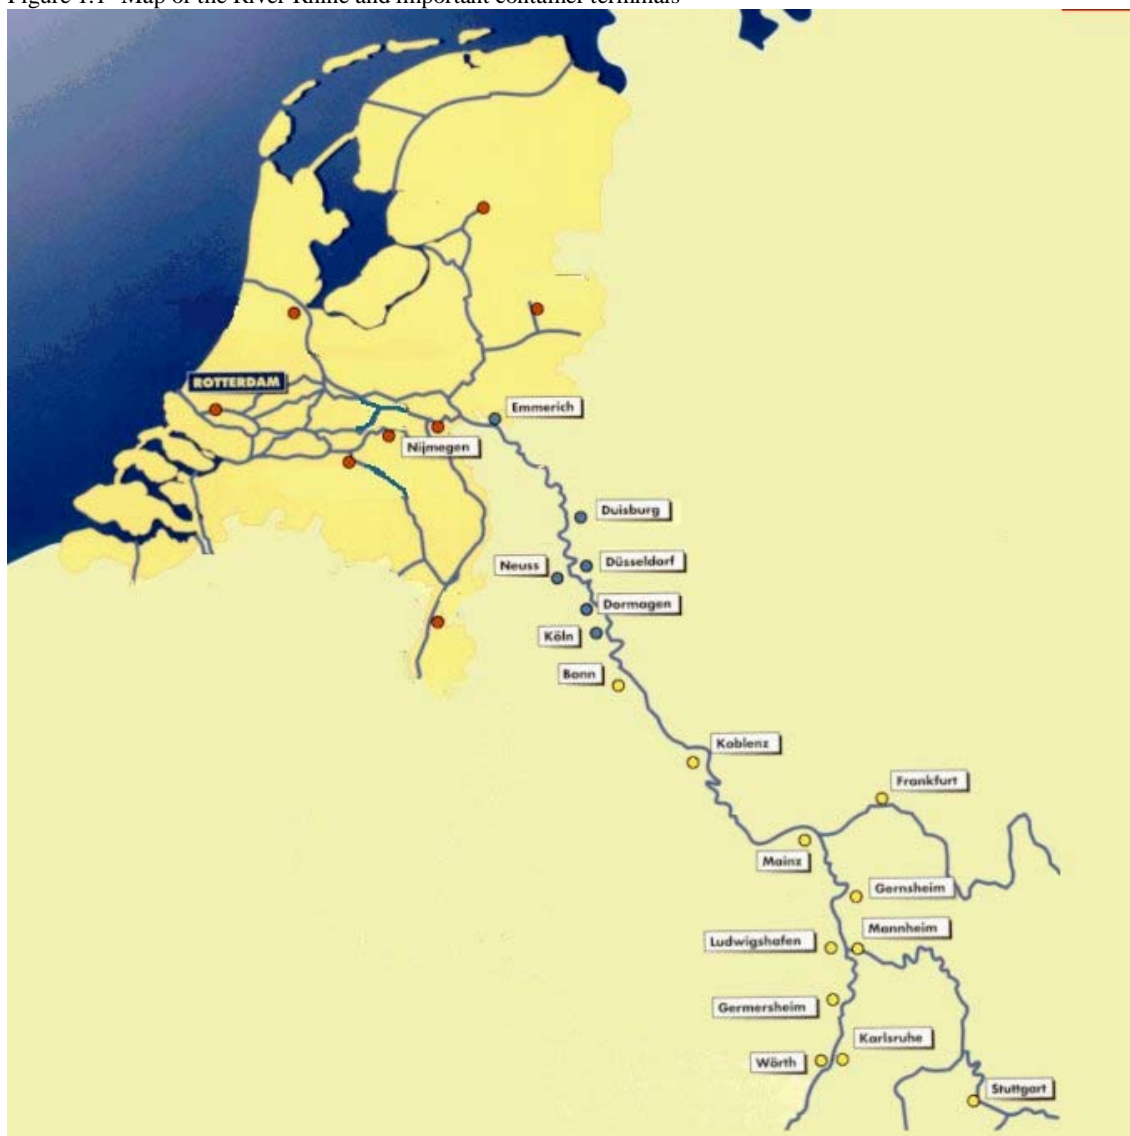 Figure 1.1 Map of the River Rhine and important container terminals
ROTTERDAM
Emmerich
Nijmegen
Duisburg
Neuss
Düsseldorf
Dormagen
Köln
Bonn
Koblenz
Frankfurt
Mainz
Gernsheim
Mannheim
Ludwigshafen
Germersheim
Karlsruhe
Wörth
Stuttgart